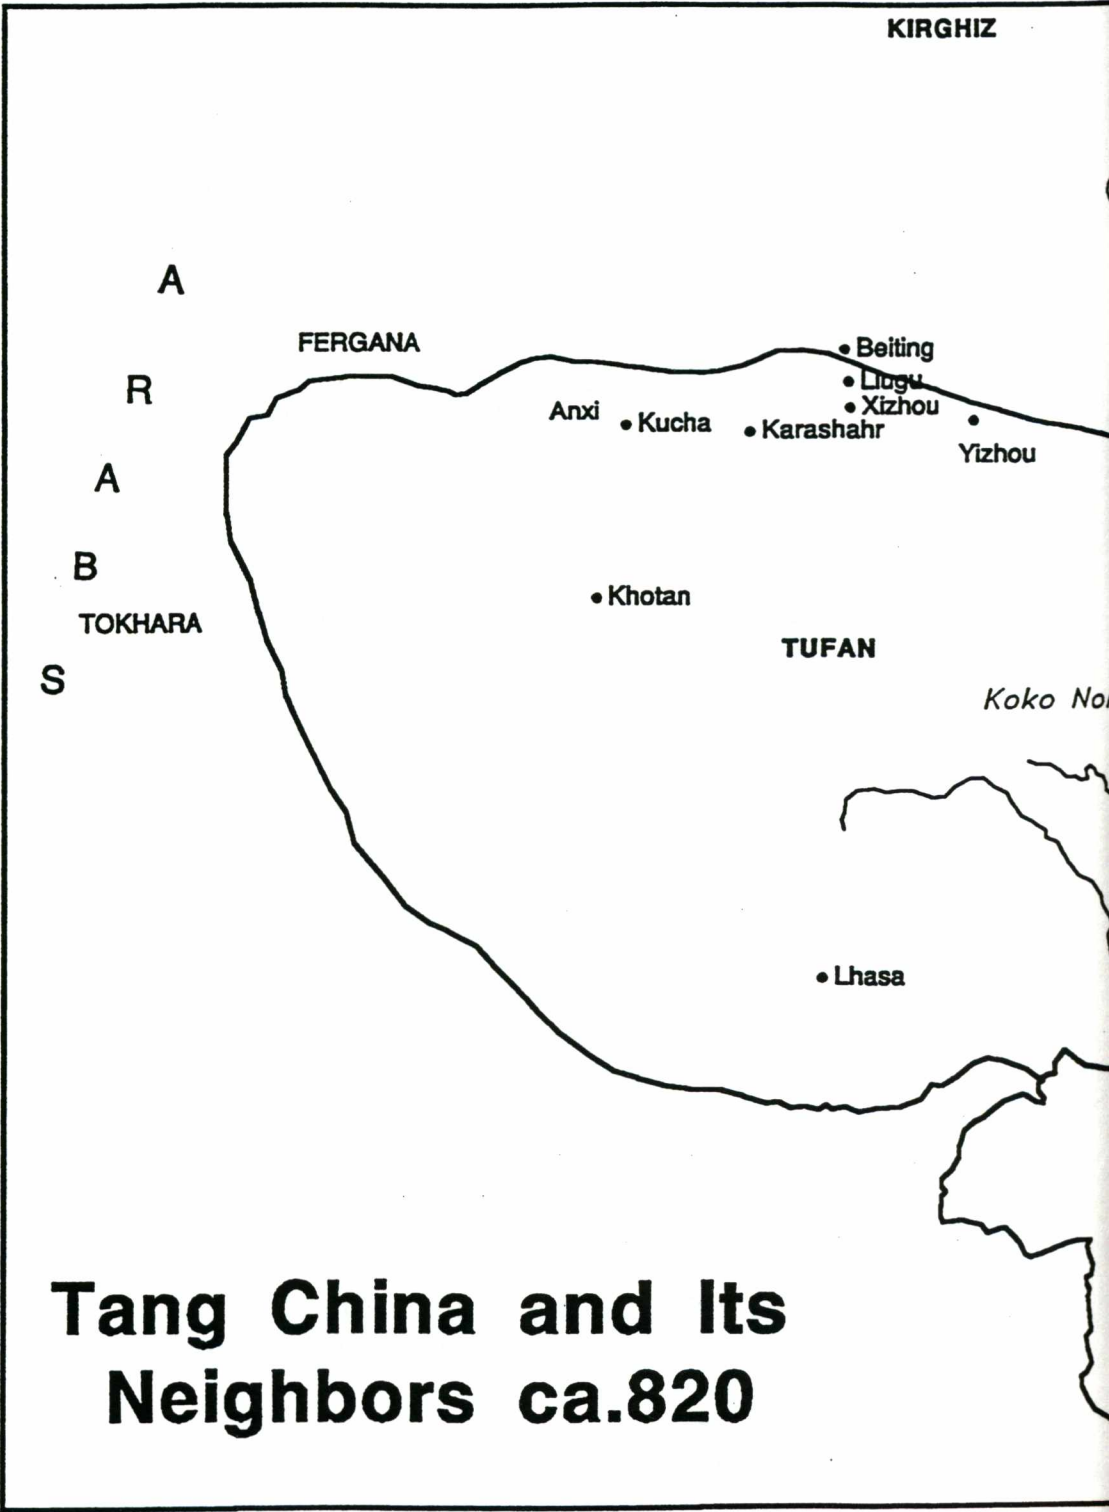 KIRGHIZ
A
R
A
B
S
FERGANA
Beiting
Liugu
Xizhou
Anxi
Kucha
Karashahr
Yizhou
Khotan
TOKHARA
TUFAN
Koko
Lhasa
Tang China and Its
Neighbors ca.820